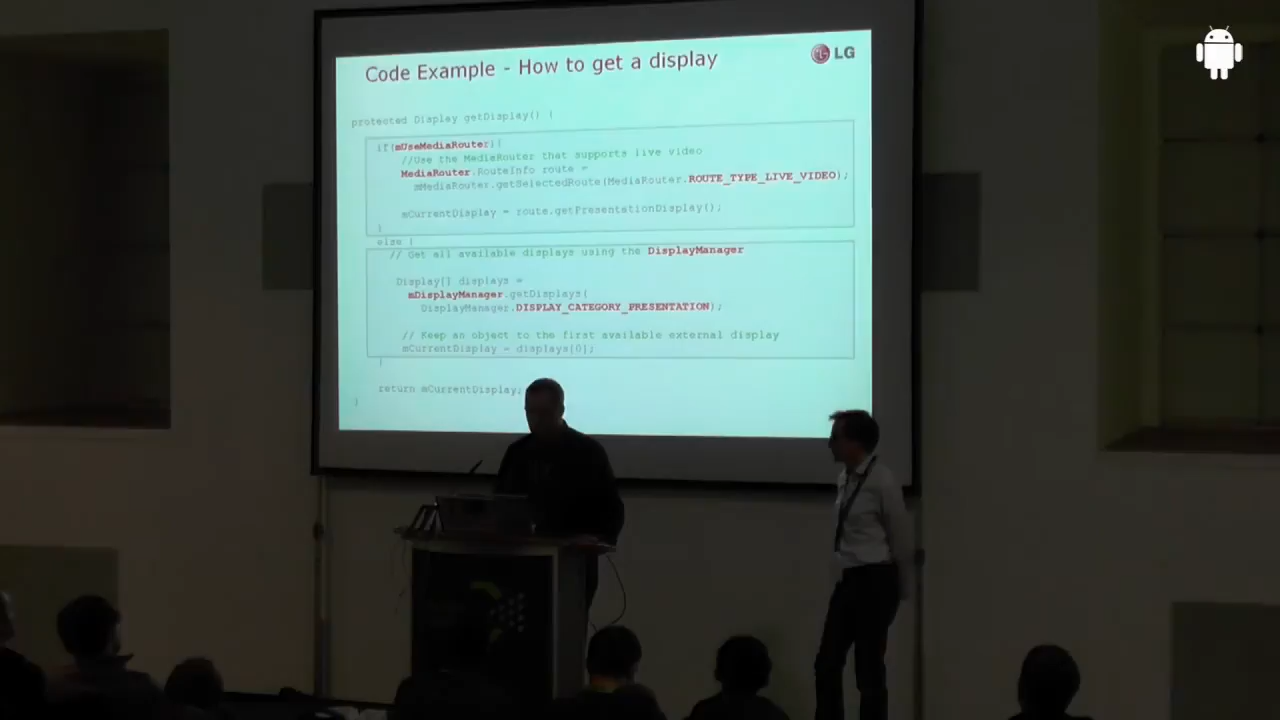 Code Example - How to get a display
LG
protected Display getDisplay() {
if(mUseMediaRouter){
//Use the MediaRouter that supports live video
MediaRouter.RouteInfo route =
mMediaRouter.getSelectedRoute(MediaRouter.ROUTE_TYPE_LIVE_VIDEO);
mCurrentDisplay = route.getPresentationDisplay();
}
else {
// Get all available displays using the DisplayManager
Display[] displays =
mDisplayManager.getDisplays(
DisplayManager.DISPLAY_CATEGORY_PRESENTATION);
// Keep an object to the first available external display
mCurrentDisplay = displays[0];
}
return mCurrentDisplay;
}